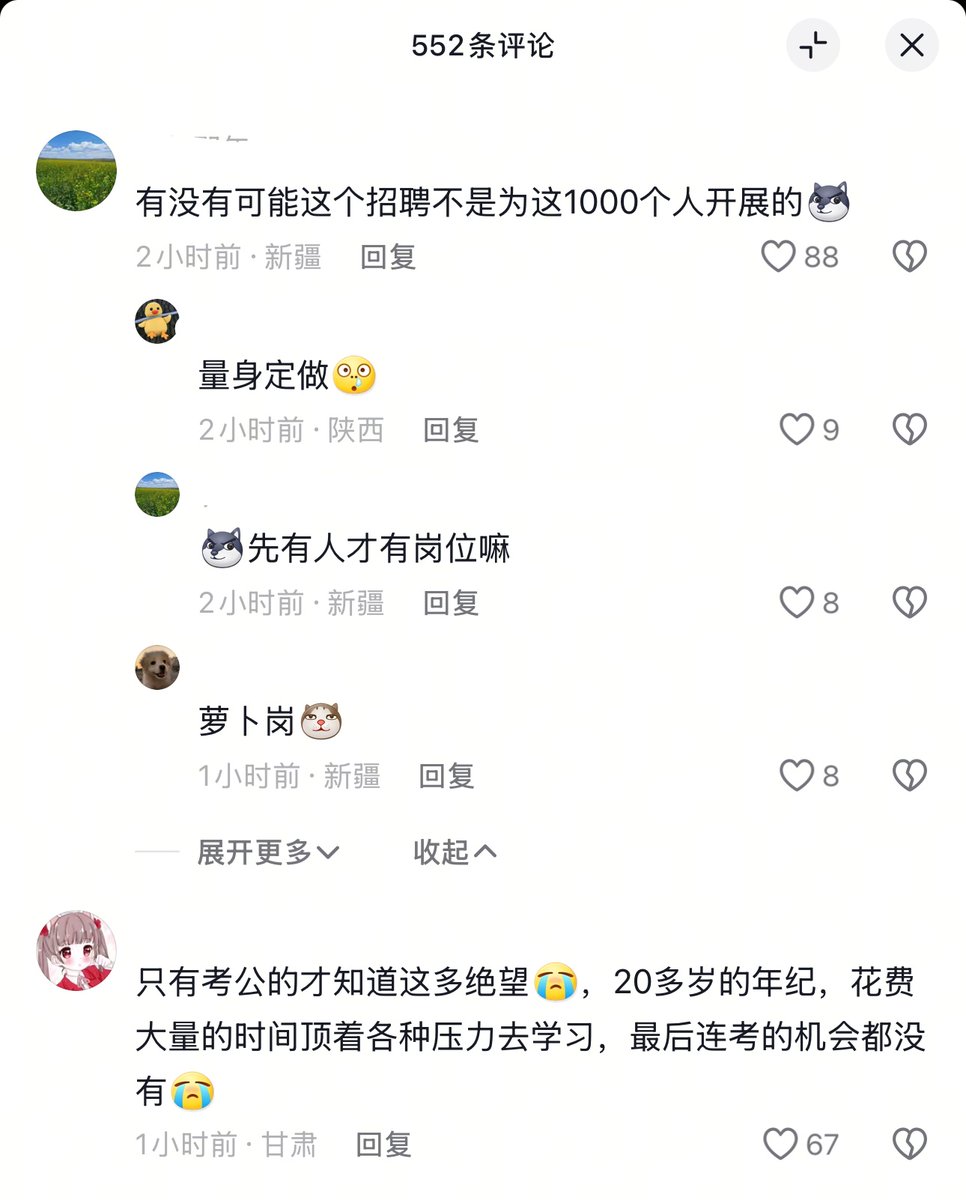 552条评论
有没有可能这个招聘不是为这1000个人开展的
2小时前·新疆 回复 88
量身定做
2小时前·陕西 回复 9
先有人才有岗位嘛
2小时前·新疆 回复 8
萝卜岗
1小时前·新疆 回复 8
展开更多 收起
只有考公的才知道这多绝望，20多岁的年纪，花费
大量的时间顶着各种压力去学习，最后连考的机会都没
有
1小时前·甘肃 回复 67